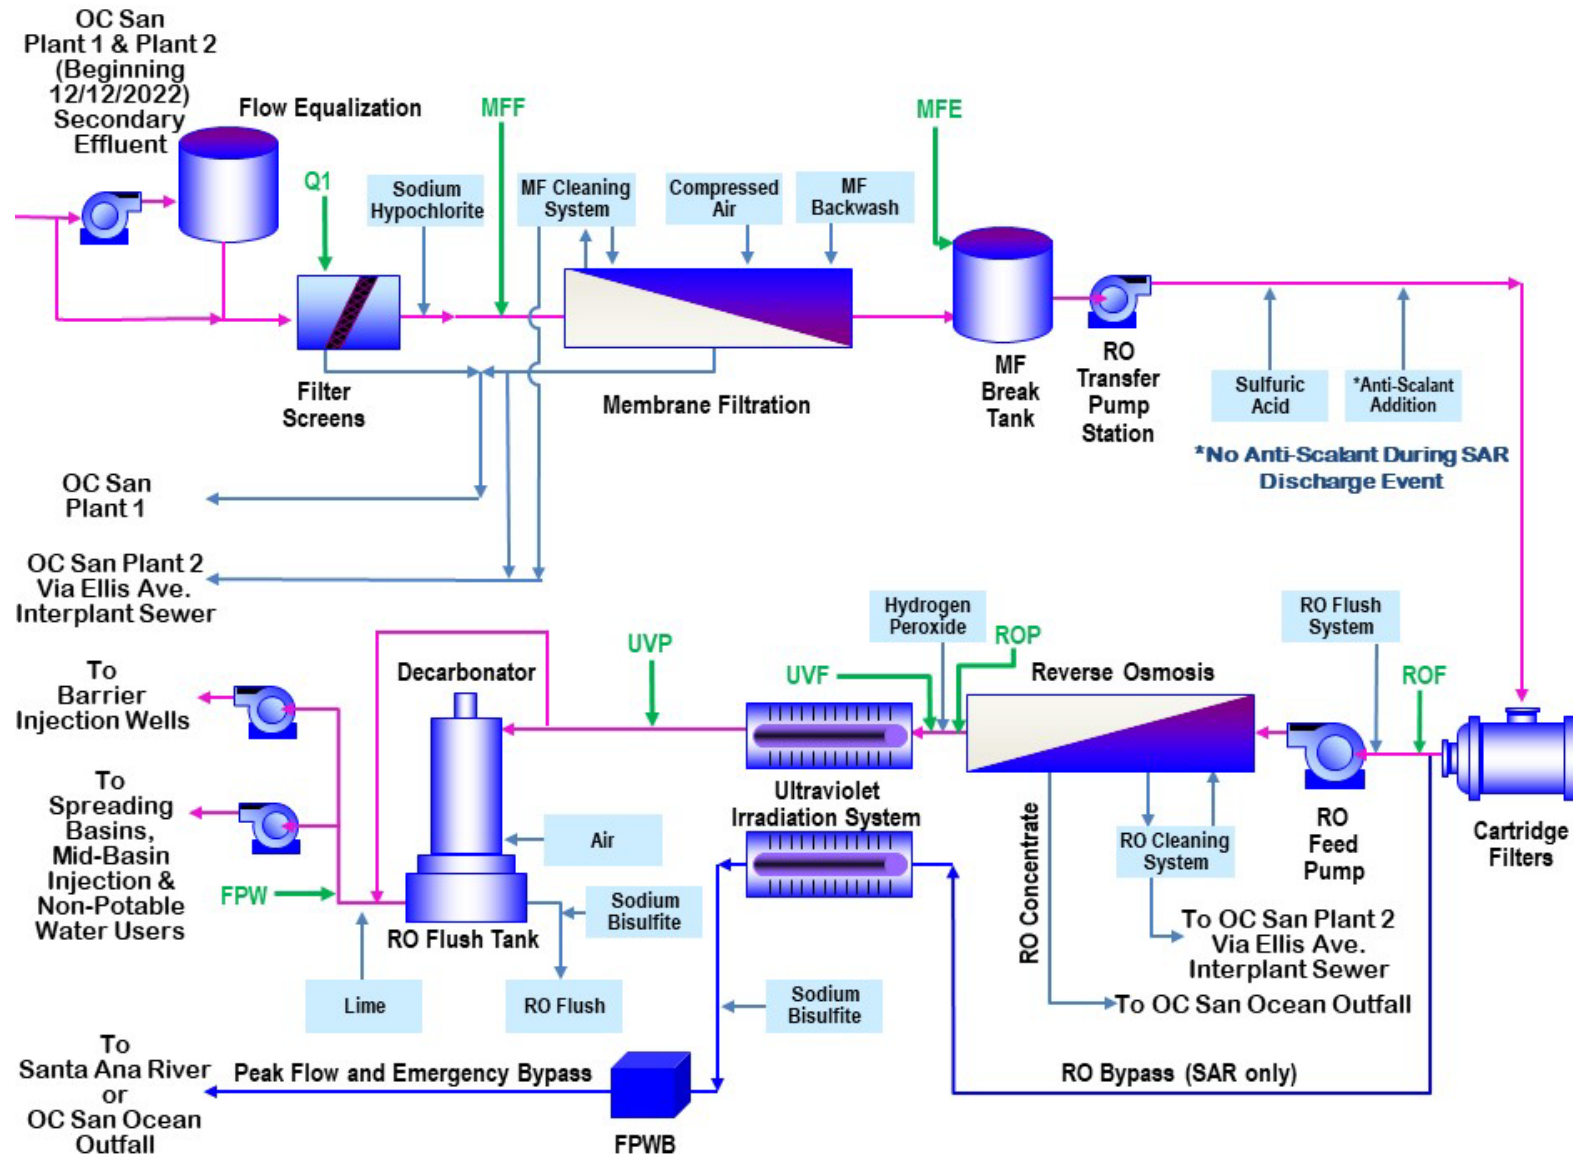 OC San
Plant 1 & Plant 2
(Beginning
12/12/2022)
Secondary
Effluent
Flow Equalization
MFF
MFE
Q1
Sodium
Hypochlorite
MF Cleaning
System
Compressed
Air
MF
Backwash
Filter
Screens
Membrane Filtration
MF
Break
Tank
RO
Transfer
Pump
Station
Sulfuric
Acid
*Anti-Scalant
Addition
*No Anti-Scalant During SAR
Discharge Event
OC San
Plant 1
OC San Plant 2
Via Ellis Ave.
Interplant Sewer
Hydrogen
Peroxide
RO Flush
System
UVP
UVF
ROP
ROF
To
Barrier
Injection Wells
Decarbonator
Reverse Osmosis
To
Spreading
Basins,
Mid-Basin
Injection &
Non-Potable
Water Users
Ultraviolet
Irradiation System
RO
Feed
Pump
Cartridge
Filters
Air
RO Cleaning
System
RO Concentrate
FPW
RO Flush Tank
Sodium
Bisulfite
To OC San Plant 2
Via Ellis Ave.
Interplant Sewer
Lime
RO Flush
Sodium
Bisulfite
To OC San Ocean Outfall
To
Santa Ana River
or
OC San Ocean
Outfall
Peak Flow and Emergency Bypass
RO Bypass (SAR only)
FPWB